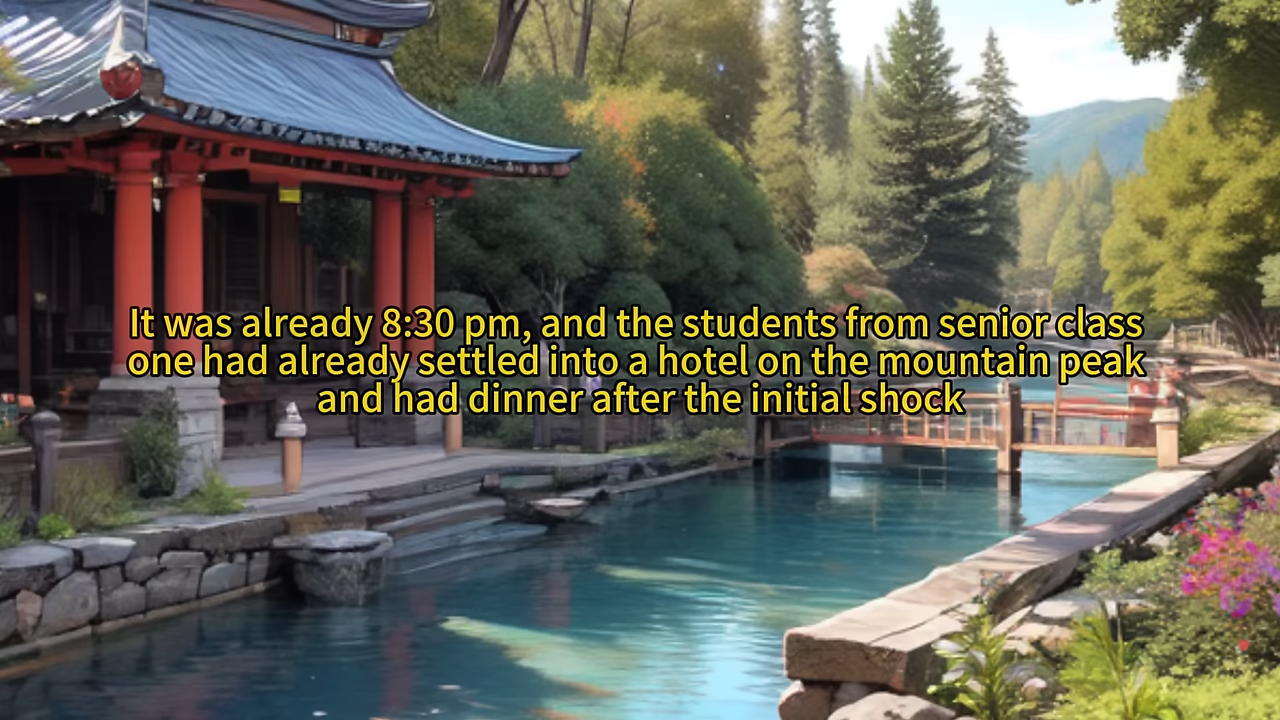 It was already 8:30 pm, and the students from senior class
one had already settled into a hotel on the mountain peak
and had dinner after the initial shock